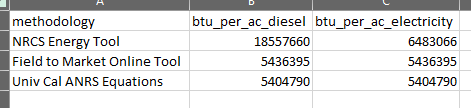 A B C
methodology btu_per_ac_diesel btu_per_ac_electricity
NRCS Energy Tool 18557660 6483066
Field to Market Online Tool 5436395 5436395
Univ Cal ANRS Equations 5404790 5404790